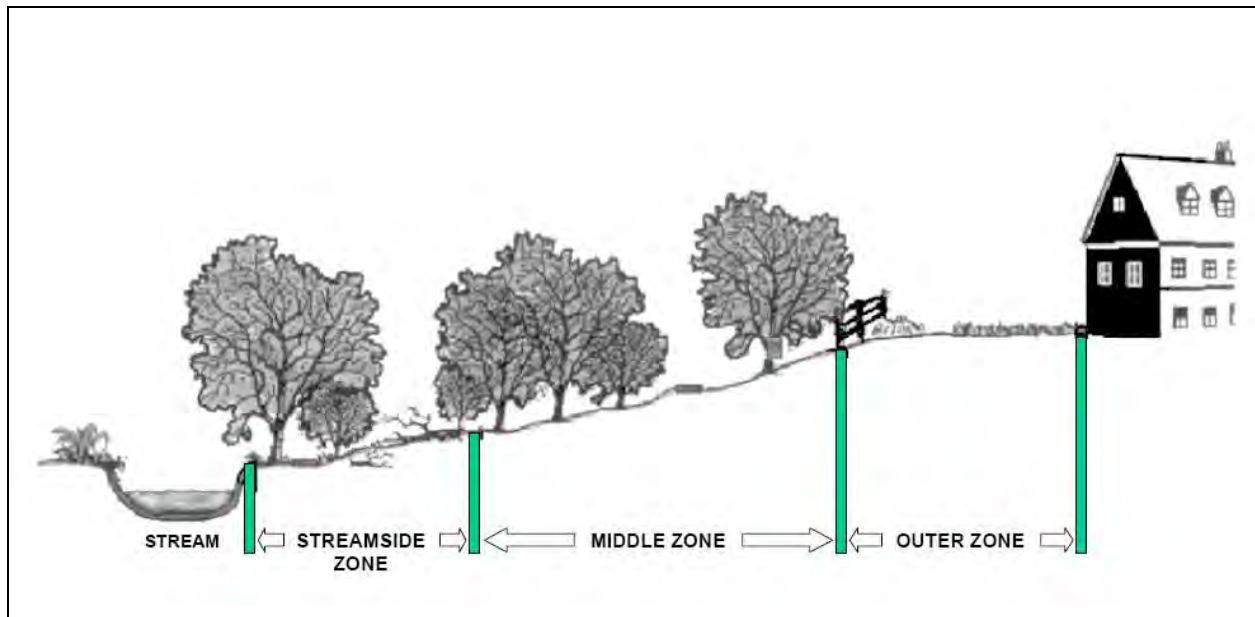 STREAM
STREAMSIDE
ZONE
MIDDLE ZONE
OUTER ZONE